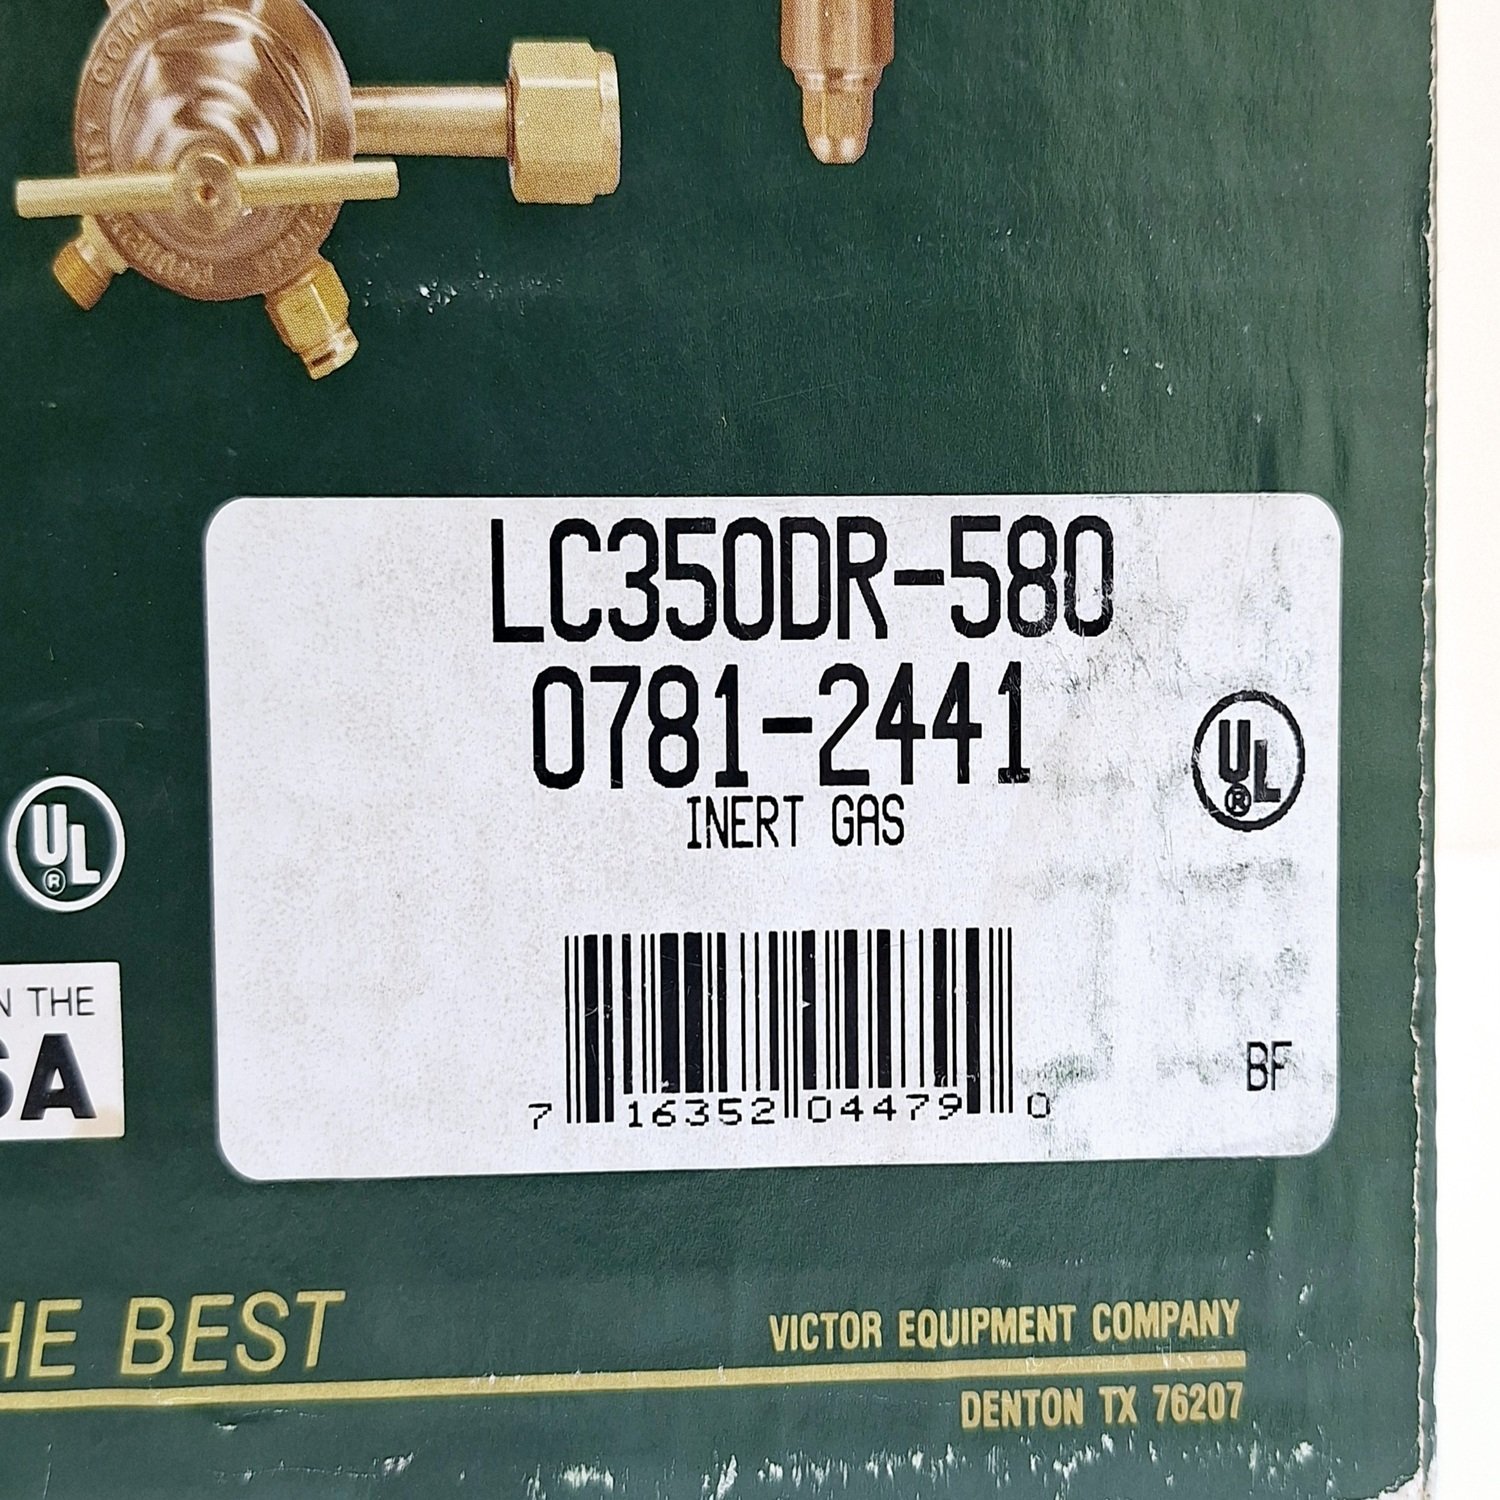 LC350DR-580
0781-2441
INERT GAS
UL
®
UL
®
N THE
SA
7 16352 04479 0
BF
HE BEST
VICTOR EQUIPMENT COMPANY
DENTON TX 76207